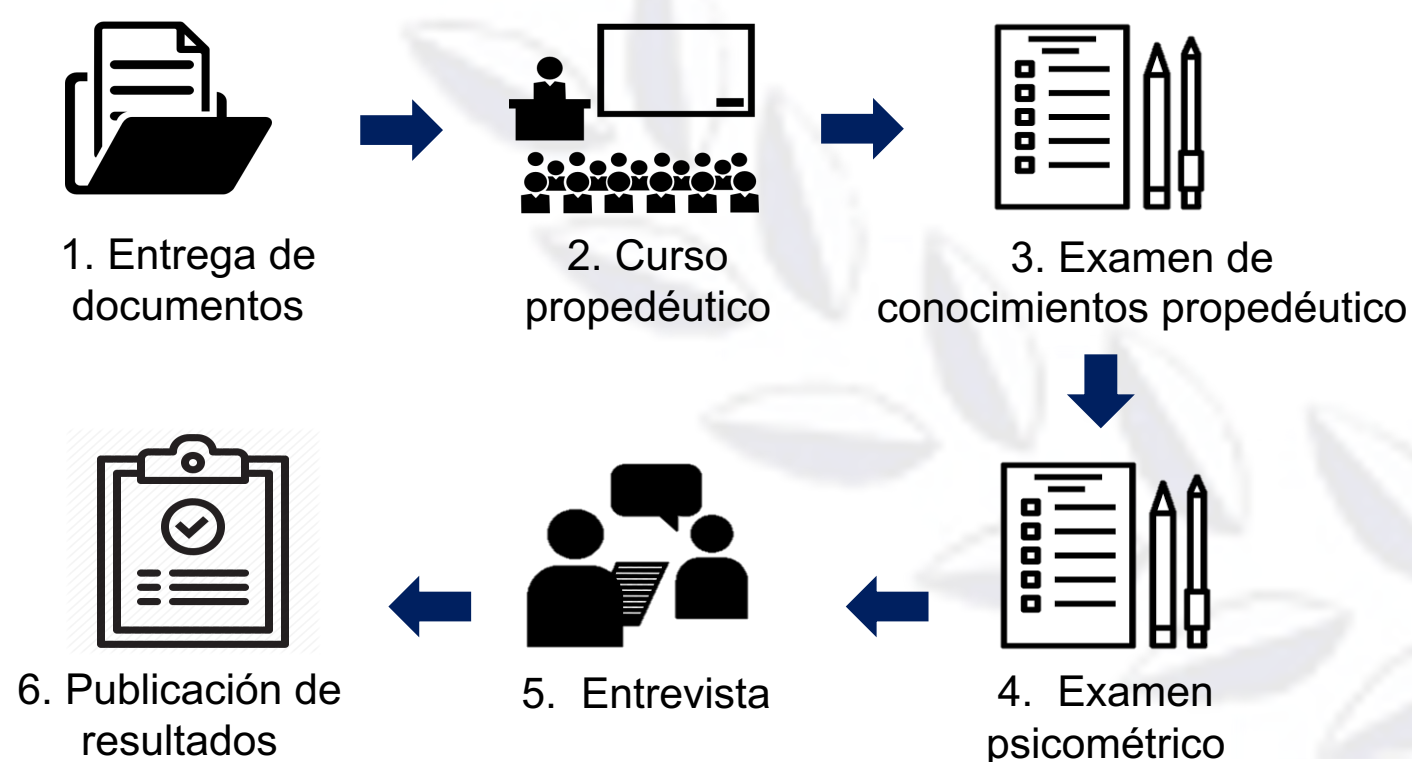 1. Entrega de
documentos
2. Curso
propedéutico
3. Examen de
conocimientos propedéutico
4. Examen
psicométrico
5. Entrevista
6. Publicación de
resultados